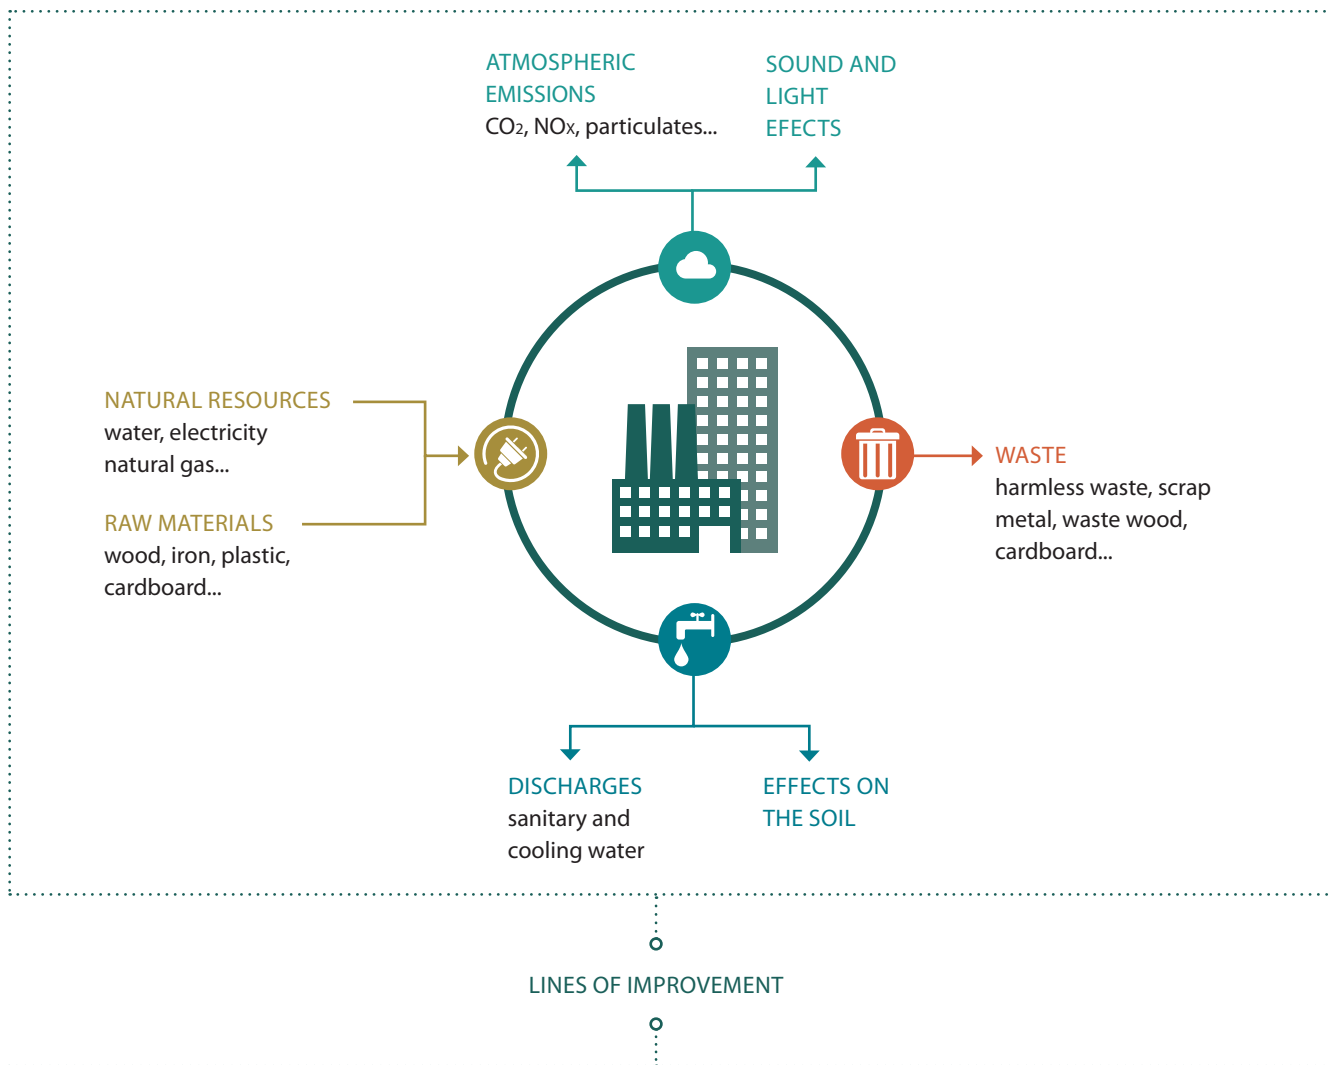 ATMOSPHERIC
EMISSIONS
CO₂, NOx, particulates...
SOUND AND
LIGHT
EFECTS
NATURAL RESOURCES
water, electricity
natural gas...
RAW MATERIALS
wood, iron, plastic,
cardboard...
WASTE
harmless waste, scrap
metal, waste wood,
cardboard...
DISCHARGES
sanitary and
cooling water
EFFECTS ON
THE SOIL
LINES OF IMPROVEMENT